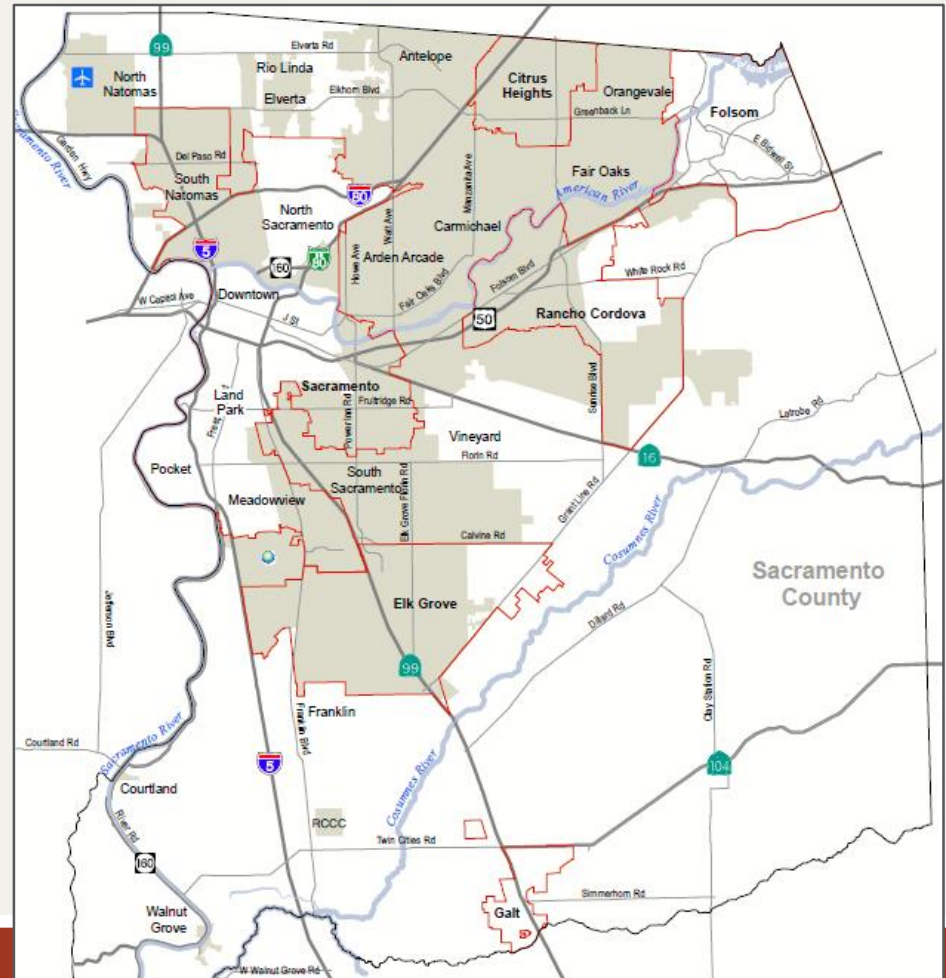 99
Elverta Rd
Antelope
Rio Linda
North
Natomas
Citrus
Heights
Elverta
Elkhorn Blvd
Orangevale
Greenback Ln
Folsom
Sacramento River
Garden Hwy
E Bidwell St
Del Paso Rd
Manzanita Ave
Fair Oaks
South
Natomas
American River
80
North
Sacramento
Watt Ave
Carmichael
5
160
80
Howe Ave
Arden Arcade
Fair Oaks Blvd
Folsom Blvd
White Rock Rd
W Capitol Ave
Downtown
J St
50
Rancho Cordova
Sacramento
Land
Park
Fruitridge Rd
Power Inn Rd
Sunrise Blvd
Latrobe Rd
Vineyard
Florin Rd
16
Pocket
South
Sacramento
Meadowview
Elk Grove Florin Rd
Grant Line Rd
Calvine Rd
Cosumnes River
Sacramento
County
Jefferson Blvd
Elk Grove
Dillard Rd
99
Clay Station Rd
Franklin
Franklin Blvd
Courtland Rd
Sacramento River
5
104
Courtland
Cosumnes River
River Rd
RCCC
Twin Cities Rd
160
Simmerhorn Rd
Walnut
Grove
Galt
W Walnut Grove Rd